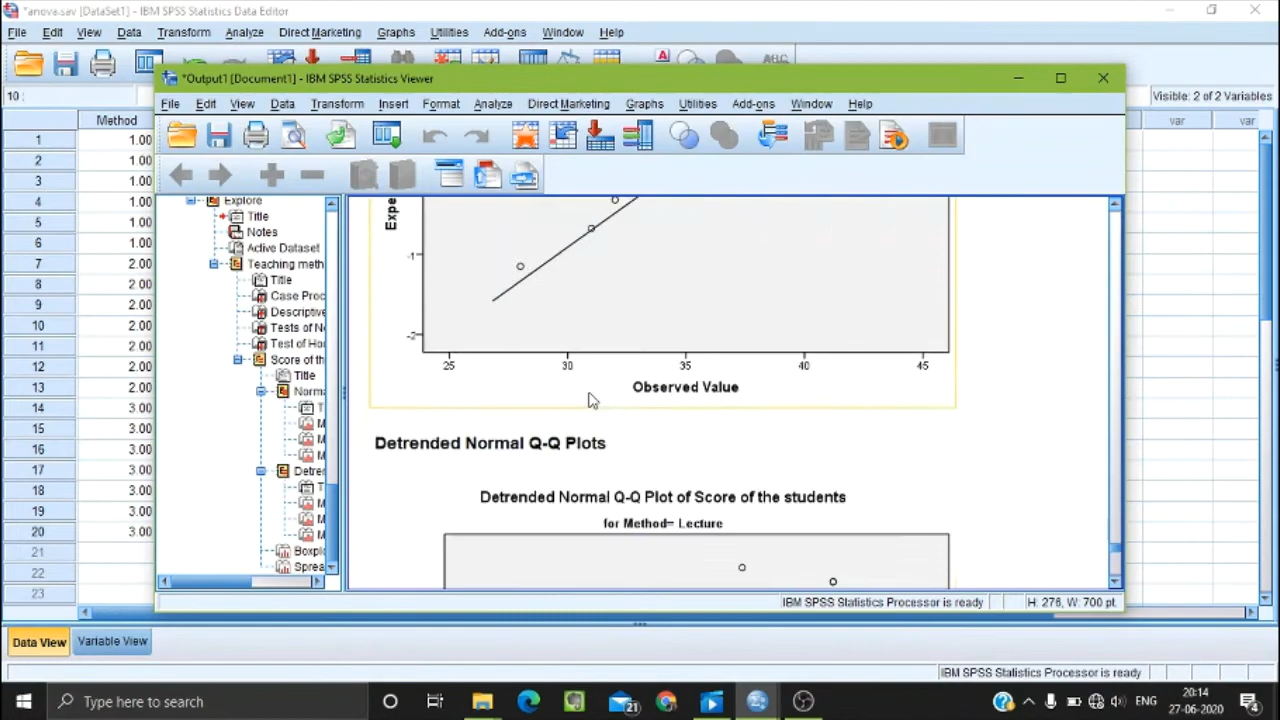 *anova.sav [DataSet1] - IBM SPSS Statistics Data Editor
File Edit View Data Transform Analyze Direct Marketing Graphs Utilities Add-ons Window Help
10 :
Visible: 2 of 2 Variables
Method
var
var
1 1.00
2 1.00
3 1.00
4 1.00
5 1.00
6 1.00
7 2.00
8 2.00
9 2.00
10 2.00
11 2.00
12 2.00
13 2.00
14 3.00
15 3.00
16 3.00
17 3.00
18 3.00
19 3.00
20 3.00
21
22
23
*Output1 [Document1] - IBM SPSS Statistics Viewer
File Edit View Data Transform Insert Format Analyze Direct Marketing Graphs Utilities Add-ons Window Help
Explore
Title
Notes
Active Dataset
Teaching meth
Title
Case Proc
Descriptive
Tests of N
Test of Hor
Score of th
Title
Norma
T
M
M
M
Detre
T
M
M
M
Boxpl
Sprea
Expe
-1
-2
25 30 35 40 45
Observed Value
Detrended Normal Q-Q Plots
Detrended Normal Q-Q Plot of Score of the students
for Method= Lecture
IBM SPSS Statistics Processor is ready
H: 276, W: 700 pt
Data View Variable View
IBM SPSS Statistics Processor is ready
Type here to search
21
ENG
20:14
27-06-2020
4